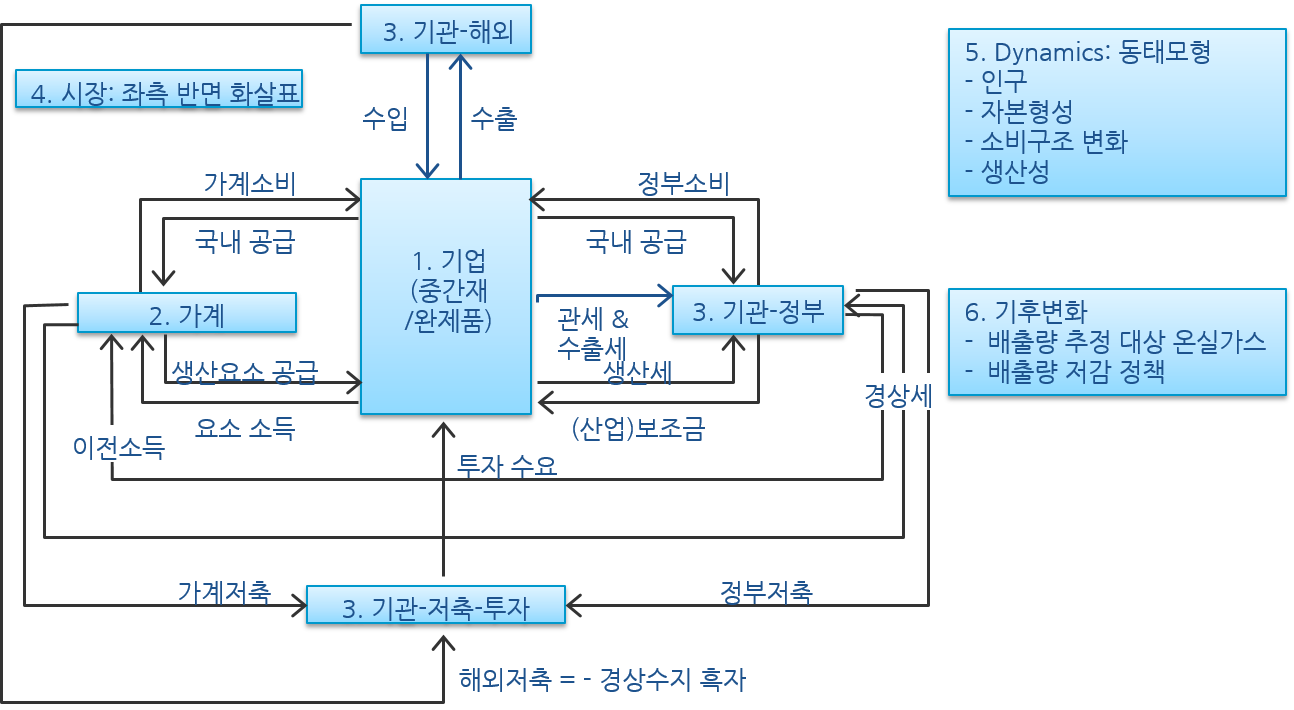 3. 기관-해외
4. 시장: 좌측 반면 화살표
수입
수출
5. Dynamics: 동태모형
- 인구
- 자본형성
- 소비구조 변화
- 생산성
가계소비
정부소비
국내 공급
국내 공급
1. 기업
(중간재
/완제품)
2. 가계
관세 &
수출세
3. 기관-정부
6. 기후변화
- 배출량 추정 대상 온실가스
- 배출량 저감 정책
생산요소 공급
생산세
경상세
요소 소득
(산업)보조금
이전소득
투자 수요
가계저축
3. 기관-저축-투자
정부저축
해외저축 = - 경상수지 흑자